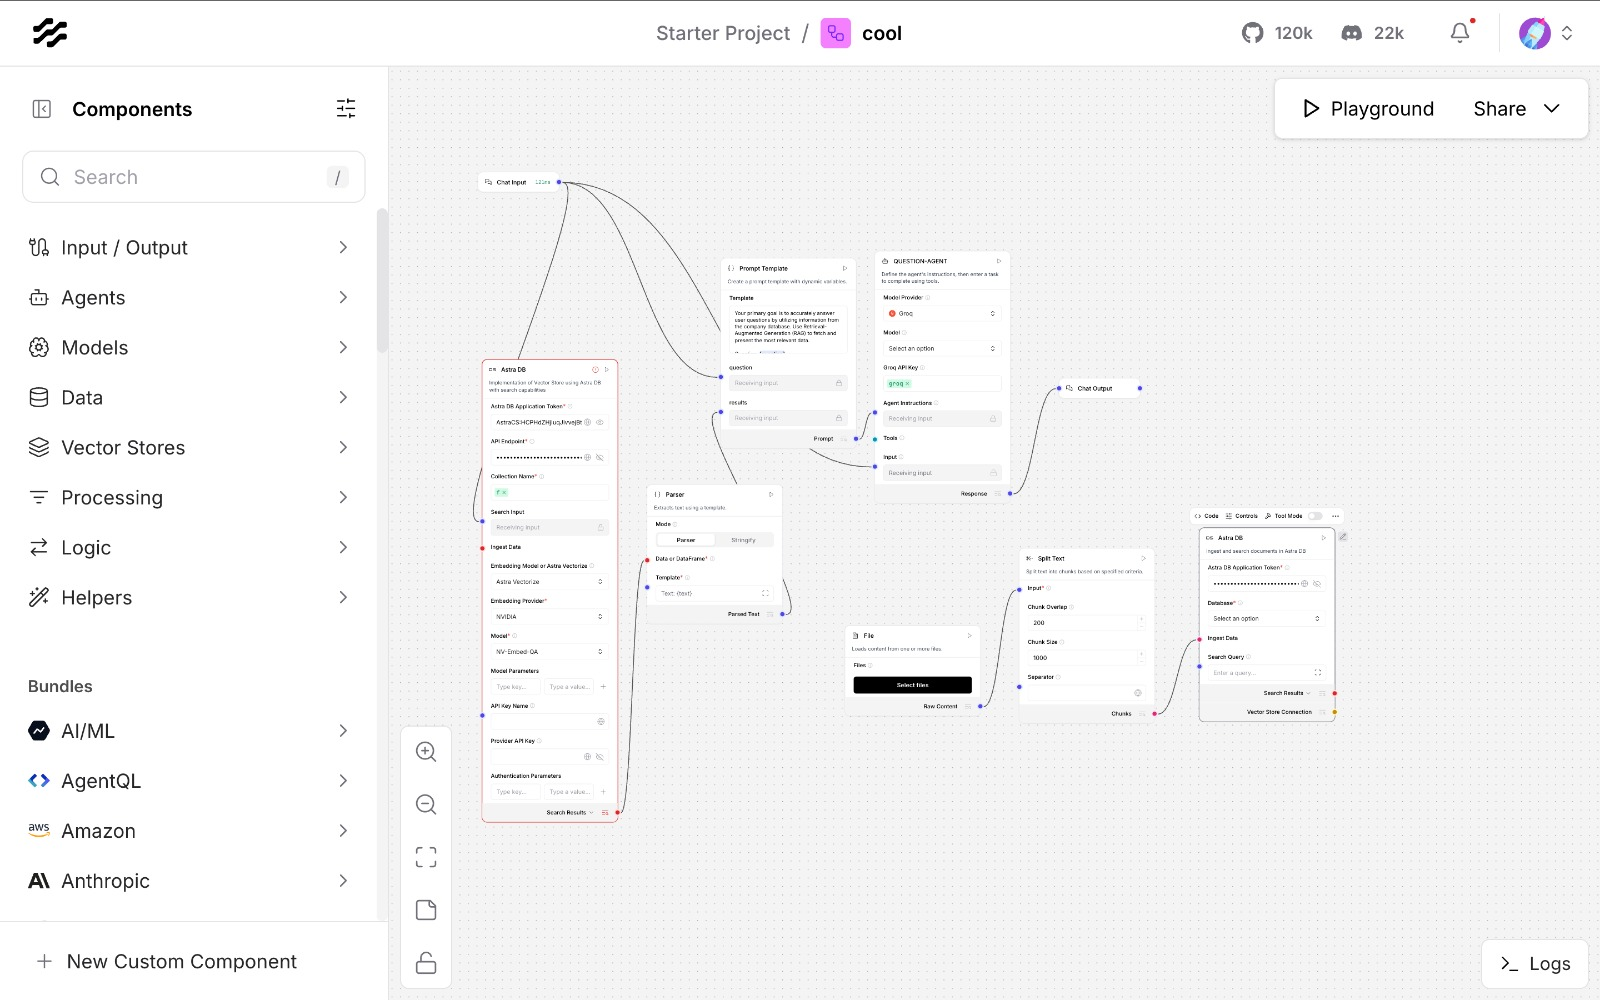 Starter Project / cool
120k
22k
Components
Search /
Input / Output
Agents
Models
Data
Vector Stores
Processing
Logic
Helpers
Bundles
AI/ML
AgentQL
aws Amazon
Anthropic
New Custom Component
Playground
Share
Chat Input
Prompt Template
Create a prompt template with dynamic variables.
Template
Your primary goal is to accurately answer
user questions by utilizing information from
the company database. Use Retrieval-
Augmented Generation (RAG) to fetch and
present the most relevant data.
question
Receiving input
results
Receiving input
Prompt
QUESTION-AGENT
Define the agent's instructions, then enter a task
to complete using tools.
Model Provider
Groq
Model
Select an option
Groq API Key
groq ×
Agent Instructions
Receiving input
Tools
Input
Receiving input
Response
Chat Output
Astra DB
Implementation of Vector Store using Astra DB
with search capabilities
Astra DB Application Token*
API Endpoint*
Collection Name*
f ×
Search Input
Receiving input
Ingest Data
Embedding Model or Astra Vectorize
Astra Vectorize
Embedding Provider*
NVIDIA
Model*
NV-Embed-QA
Model Parameters
Type key... Type a value... +
API Key Name
Provider API Key
Authentication Parameters
Type key... Type a value... +
Search Results
Parser
Extracts text using a template.
Mode
Parser Stringify
Data or DataFrame*
Template*
Text: {text}
Parsed Text
File
Loads content from one or more files.
Files
Select files
Raw Content
Split Text
Split text into chunks based on specified criteria.
Input*
Chunk Overlap
200
Chunk Size
1000
Separator
Chunks
Code Controls Tool Mode ...
Astra DB
Ingest and search documents in Astra DB
Astra DB Application Token*
Database*
Select an option
Ingest Data
Search Query
Enter a query...
Search Results
Vector Store Connection
Logs